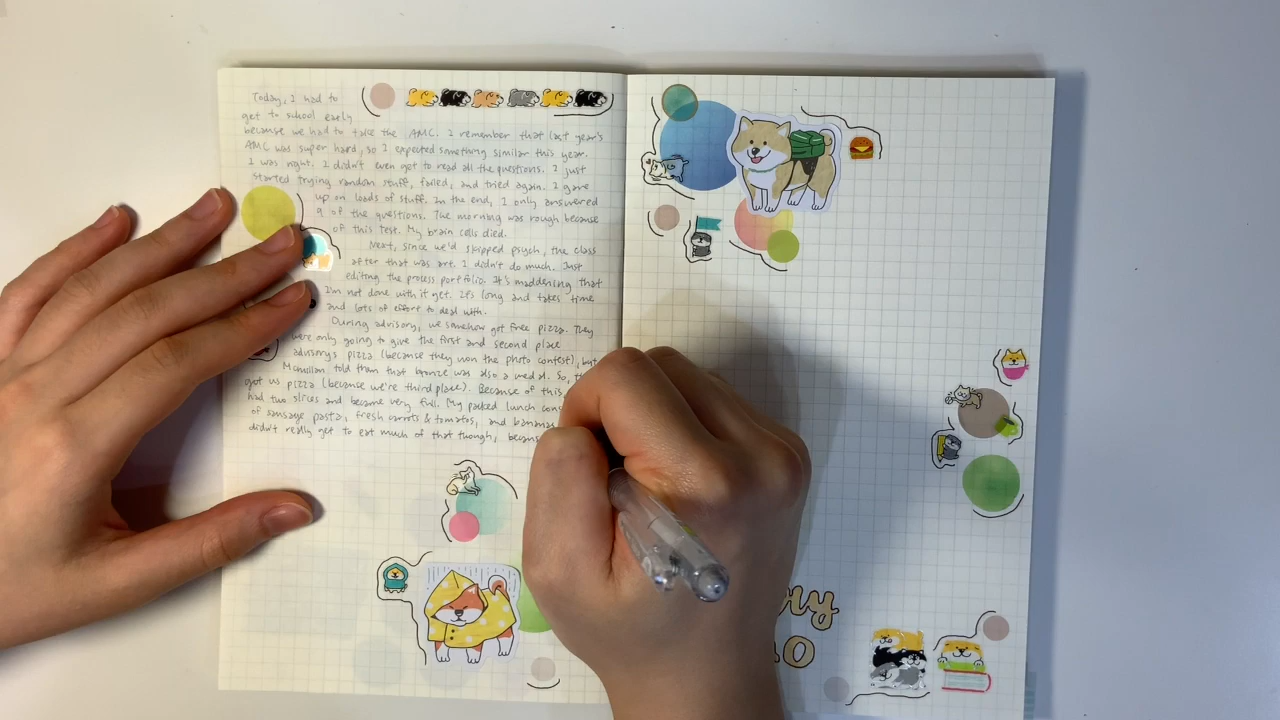 Today, I had to
get to school early
because we had to take the AMC. I remember that last year's
AMC was super hard, so I expected something similar this year.
I was right. I didn't even get to read all the questions. I just
started trying random stuff, failed, and tried again. I gave
up on loads of stuff. In the end, I only answered
9 of the questions. The morning was rough because
of this test. My brain cells died.
Next, since we'd skipped psych, the class
after that was art. I didn't do much. Just
editing the process portfolio. It's maddening that
I'm not done with it yet. It's long and takes time
and lots of effort to deal with.
During advisory, we somehow got free pizza. They
were only going to give the first and second place
advisorys pizza (because they won the photo contest), but
Mcmillan told than that bronze was also a medal. So, th
got us pizza (because we're third place). Because of this
had two slices and became very full. My packed lunch con
of sausage pasta, fresh carrots & tomatos, and bananas
didn't really get to eat much of that though, becaus